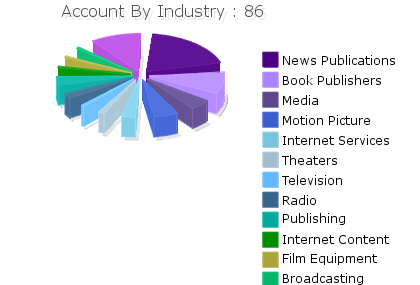 Account By Industry : 86
News Publications
Book Publishers
Media
Motion Picture
Internet Services
Theaters
Television
Radio
Publishing
Internet Content
Film Equipment
Broadcasting